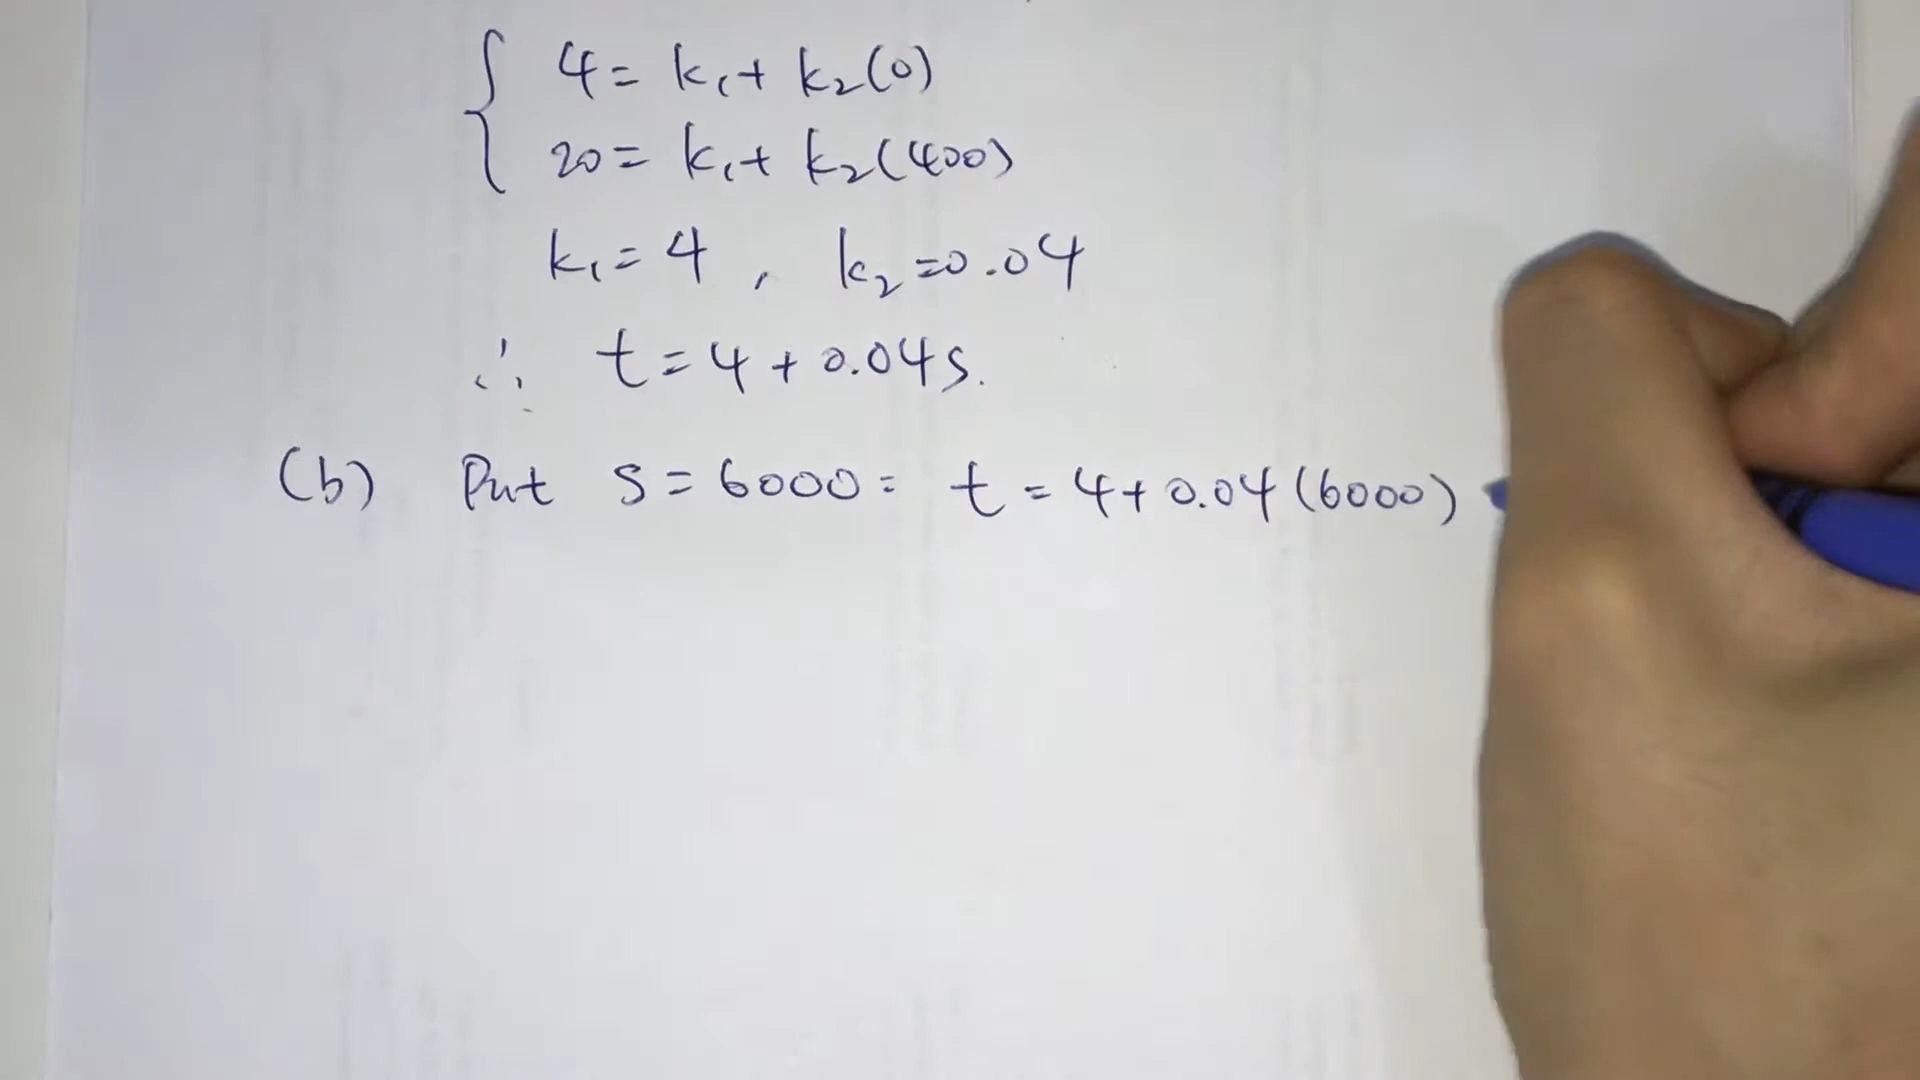 4 = k₁ + k₂(0)
20 = k₁ + k₂(400)
k₁ = 4 , k₂ = 0.04
∴ t = 4 + 0.04s.
(b) Put s = 6000 : t = 4 + 0.04(6000)